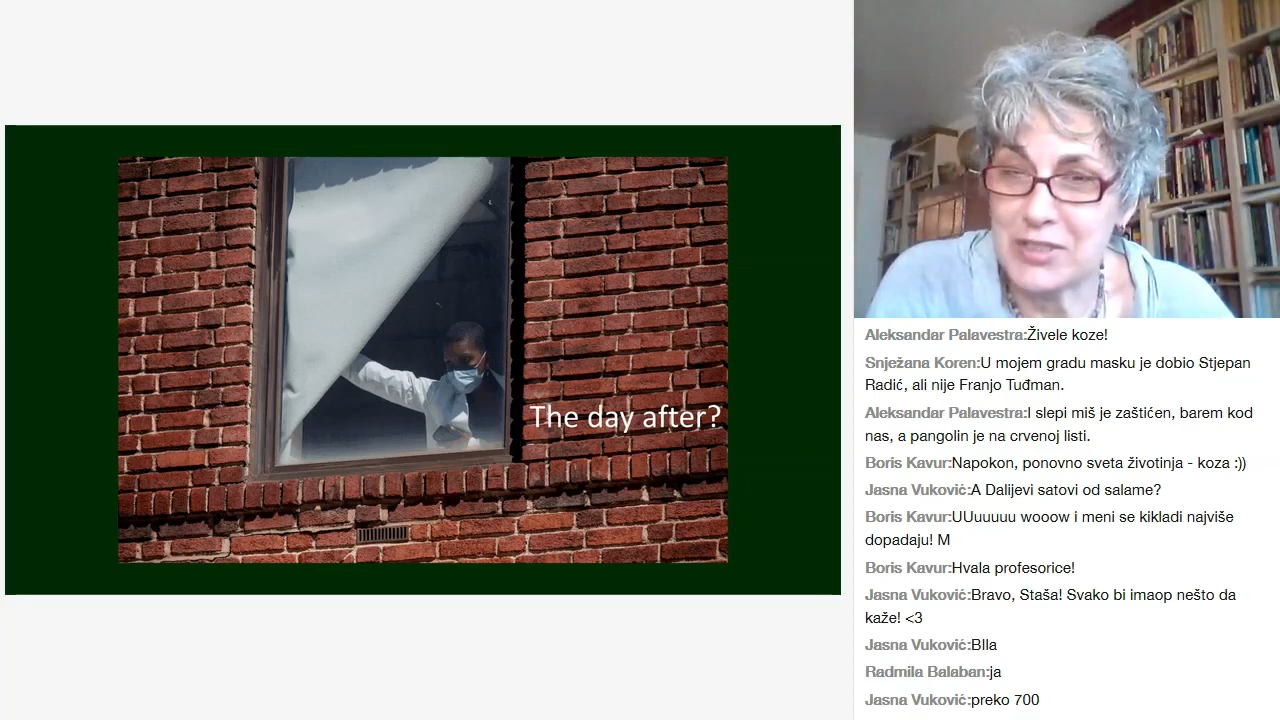 The day after?
Aleksandar Palavestra:Živele koze!
Snježana Koren:U mojem gradu masku je dobio Stjepan
Radić, ali nije Franjo Tuđman.
Aleksandar Palavestra:I slepi miš je zaštićen, barem kod
nas, a pangolin je na crvenoj listi.
Boris Kavur:Napokon, ponovno sveta životinja - koza :))
Jasna Vuković:A Dalijevi satovi od salame?
Boris Kavur:UUuuuuu wooow i meni se kikladi najviše
dopadaju! M
Boris Kavur:Hvala profesorice!
Jasna Vuković:Bravo, Staša! Svako bi imaop nešto da
kaže! <3
Jasna Vuković:BIla
Radmila Balaban:ja
Jasna Vuković:preko 700